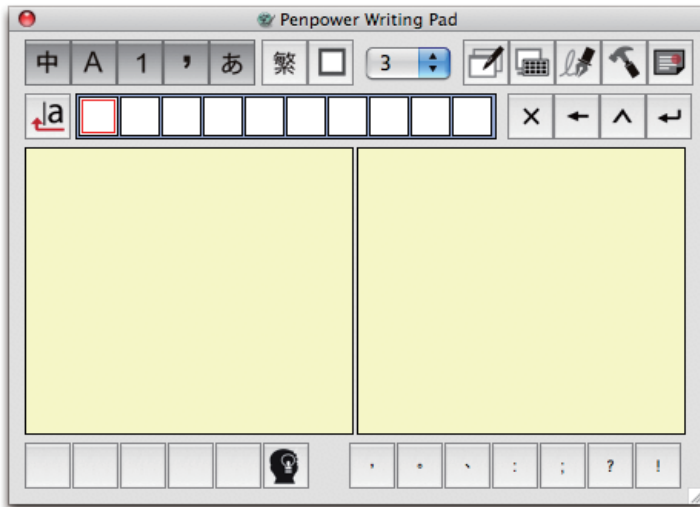 Penpower Writing Pad
中 A 1 , あ 繁 3
a
, 。 、 : ; ? !